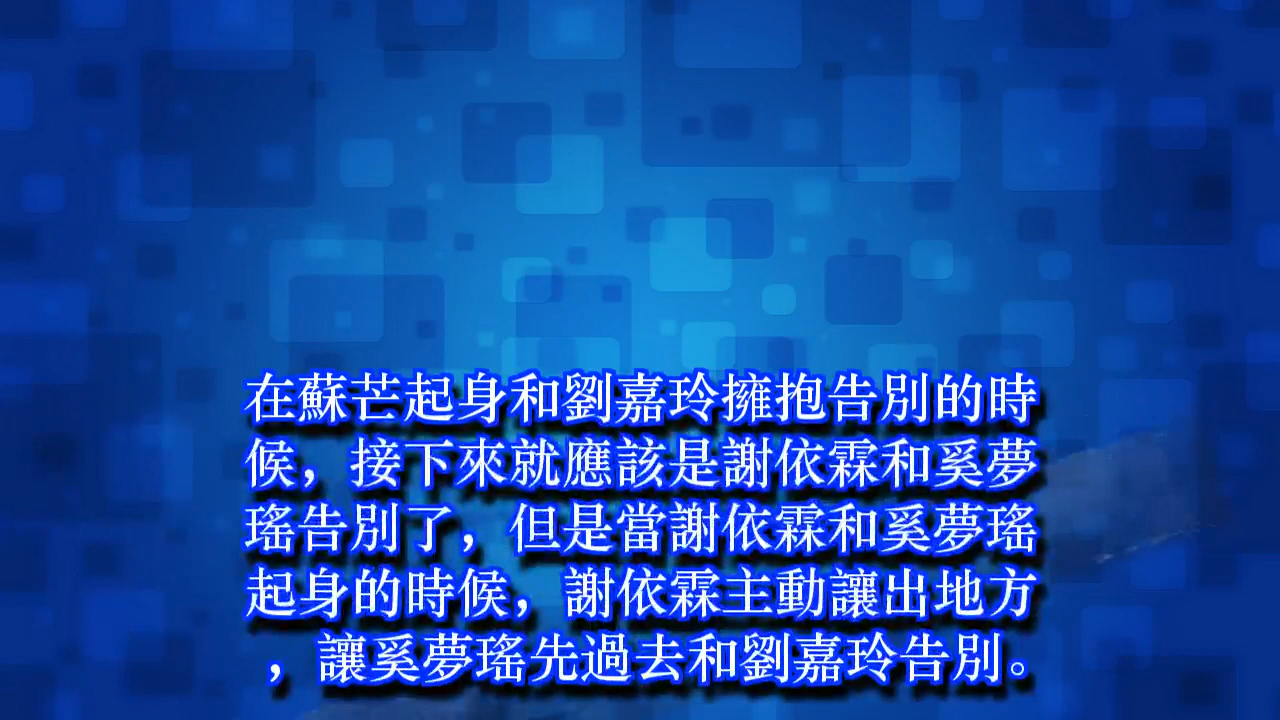 在蘇芒起身和劉嘉玲擁抱告別的時
候，接下來就應該是謝依霖和奚夢
瑤告別了，但是當謝依霖和奚夢瑤
起身的時候，謝依霖主動讓出地方
，讓奚夢瑤先過去和劉嘉玲告別。